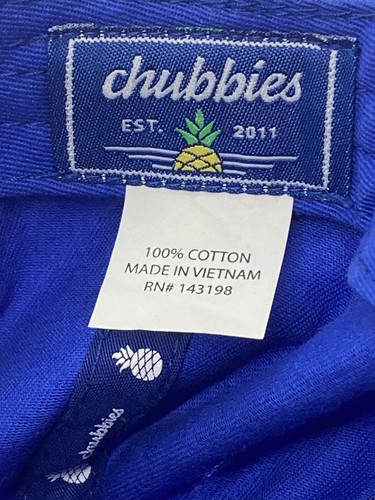 chubbies
EST. 2011
100% COTTON
MADE IN VIETNAM
RN# 143198
chubbies